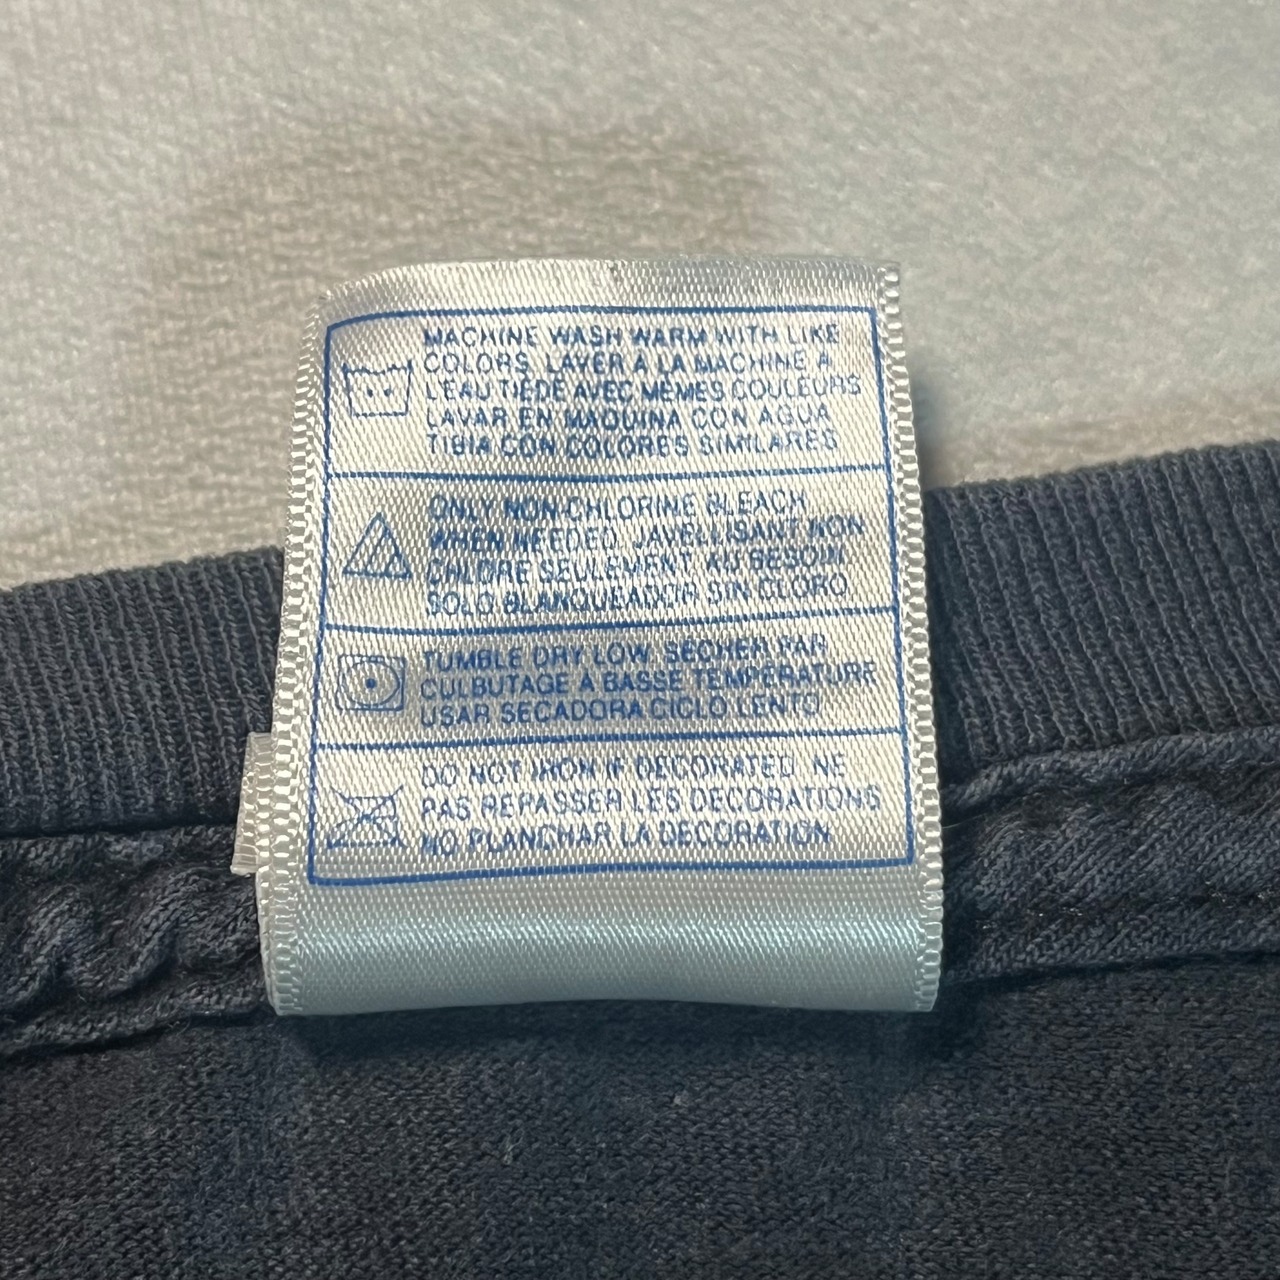 MACHINE WASH WARM WITH LIKE
COLORS. LAVER À LA MACHINE À
L'EAU TIÈDE AVEC MÊMES COULEURS
LAVAR EN MAQUINA CON AGUA
TIBIA CON COLORES SIMILARES
ONLY NON-CHLORINE BLEACH
WHEN NEEDED. JAVELLISANT NON
CHLORE SEULEMENT AU BESOIN
SOLO BLANQUEADOR SIN CLORO
TUMBLE DRY LOW. SECHER PAR
CULBUTAGE À BASSE TEMPÉRATURE
USAR SECADORA CICLO LENTO
DO NOT IRON IF DECORATED. NE
PAS REPASSER LES DECORATIONS
NO PLANCHAR LA DECORATION